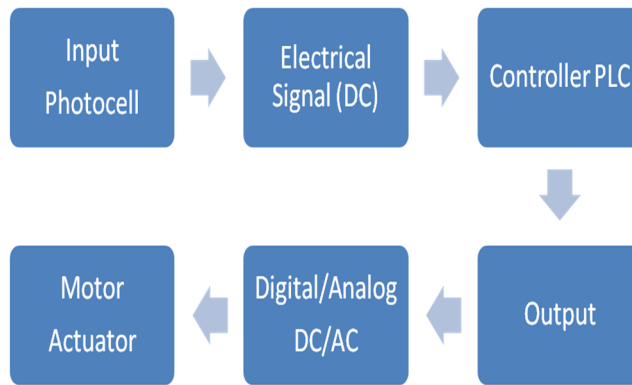 Input
Photocell
Electrical
Signal (DC)
Controller PLC
Output
Digital/Analog
DC/AC
Motor
Actuator